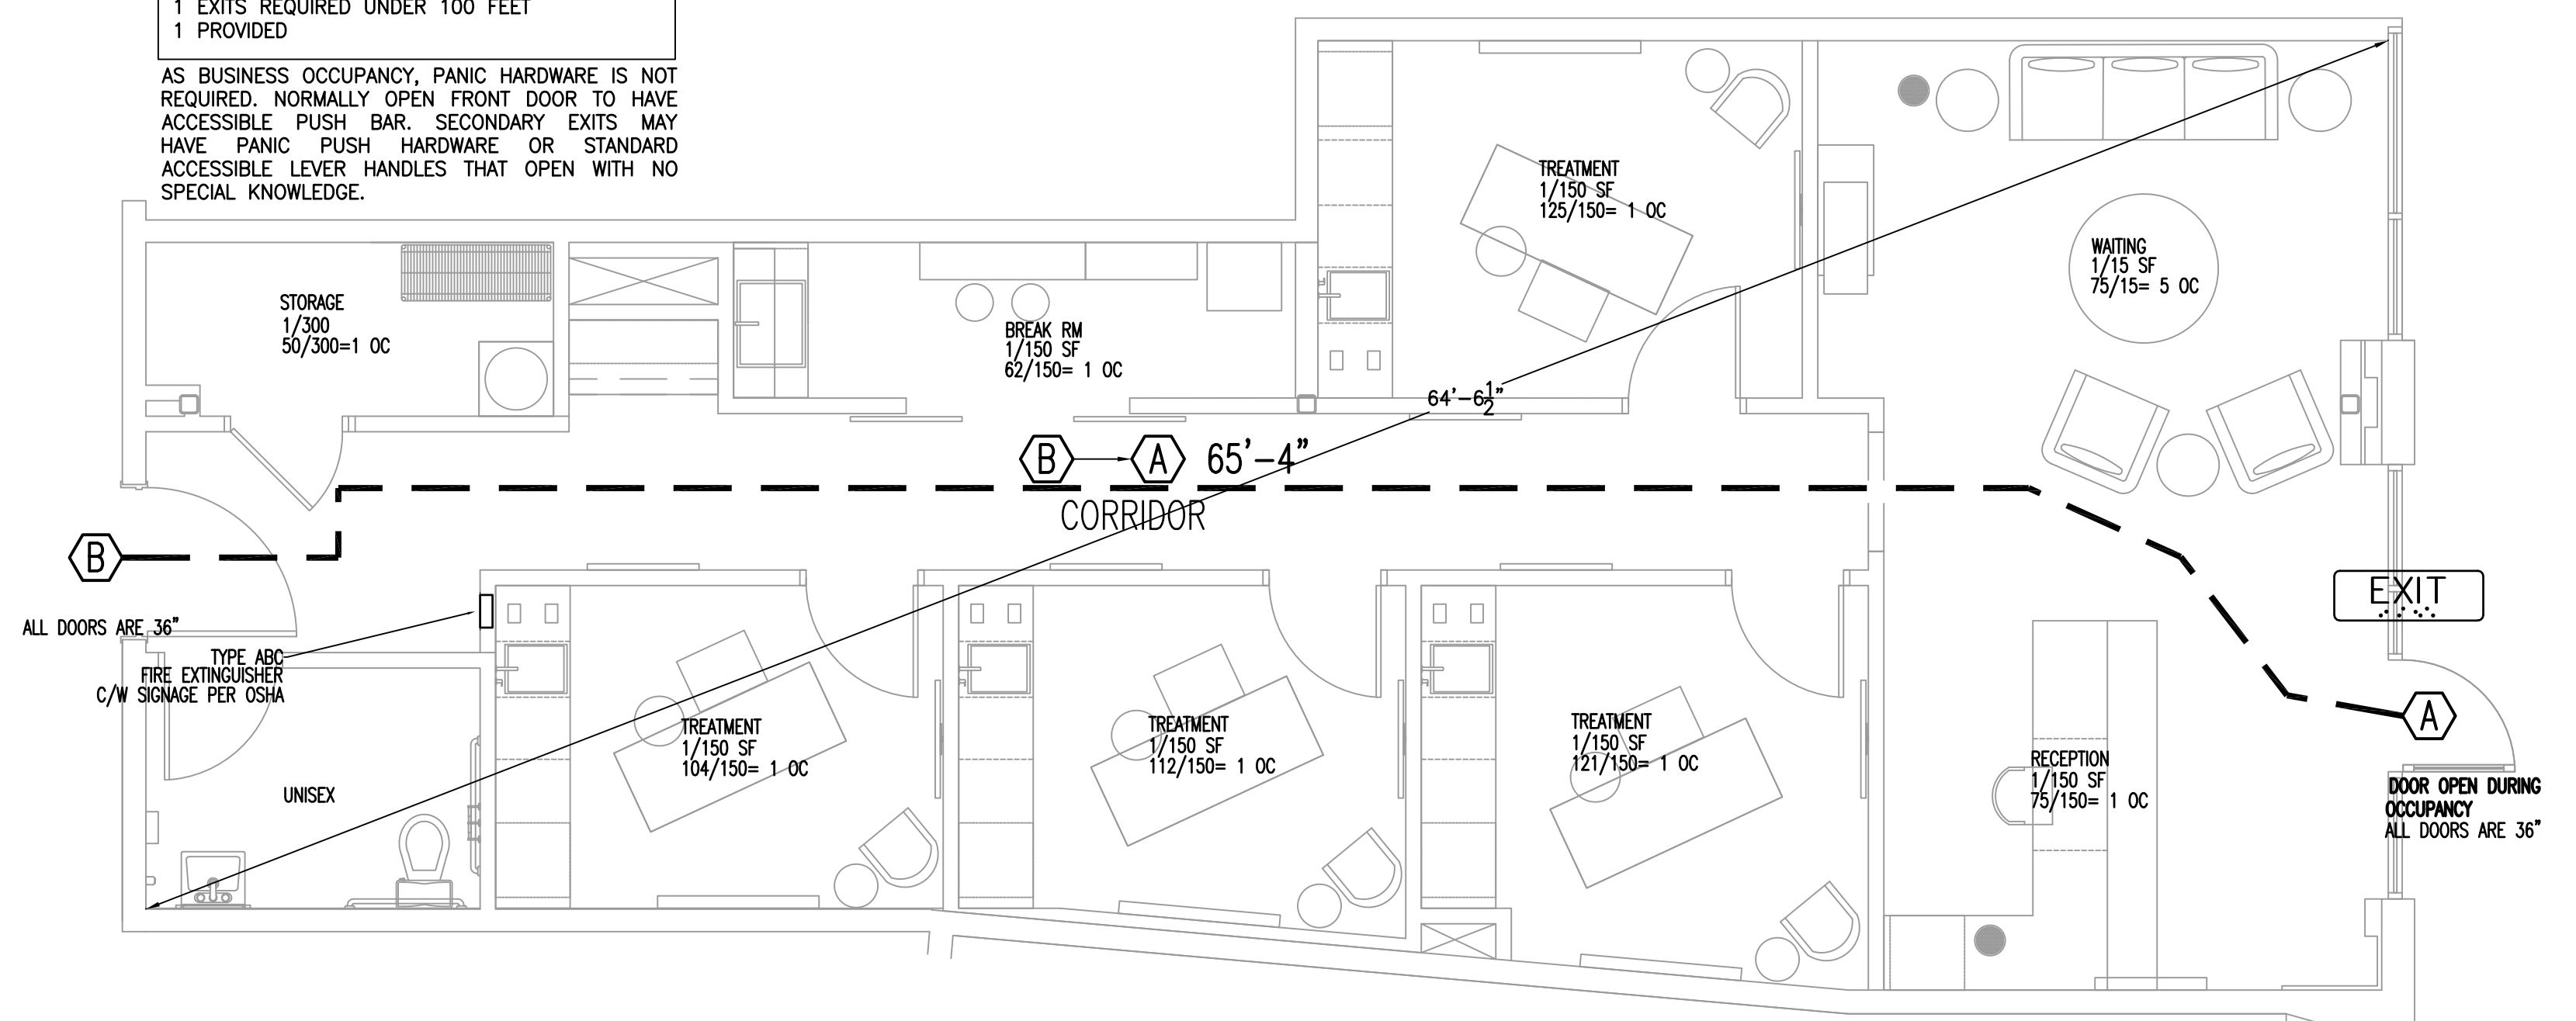 1 EXITS REQUIRED UNDER 100 FEET
1 PROVIDED
AS BUSINESS OCCUPANCY, PANIC HARDWARE IS NOT
REQUIRED. NORMALLY OPEN FRONT DOOR TO HAVE
ACCESSIBLE PUSH BAR. SECONDARY EXITS MAY
HAVE PANIC PUSH HARDWARE OR STANDARD
ACCESSIBLE LEVER HANDLES THAT OPEN WITH NO
SPECIAL KNOWLEDGE.
TREATMENT
1/150 SF
125/150= 1 OC
WAITING
1/15 SF
75/15= 5 OC
STORAGE
1/300
50/300=1 OC
BREAK RM
1/150 SF
62/150= 1 OC
64'-6 1/2"
B A 65'-4"
CORRIDOR
B
EXIT
ALL DOORS ARE 36"
TYPE ABC
FIRE EXTINGUISHER
C/W SIGNAGE PER OSHA
UNISEX
TREATMENT
1/150 SF
104/150= 1 OC
TREATMENT
1/150 SF
112/150= 1 OC
TREATMENT
1/150 SF
121/150= 1 OC
RECEPTION
1/150 SF
75/150= 1 OC
A
DOOR OPEN DURING
OCCUPANCY
ALL DOORS ARE 36"